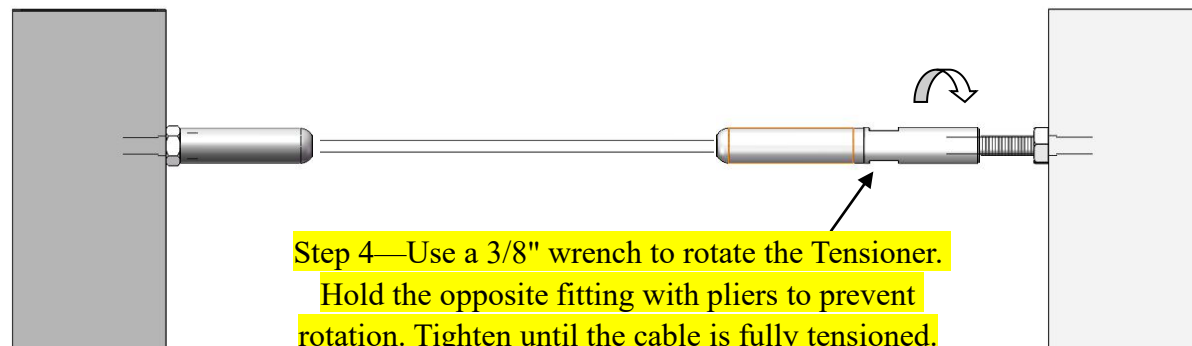 Step 4—Use a 3/8" wrench to rotate the Tensioner.
Hold the opposite fitting with pliers to prevent
rotation. Tighten until the cable is fully tensioned.